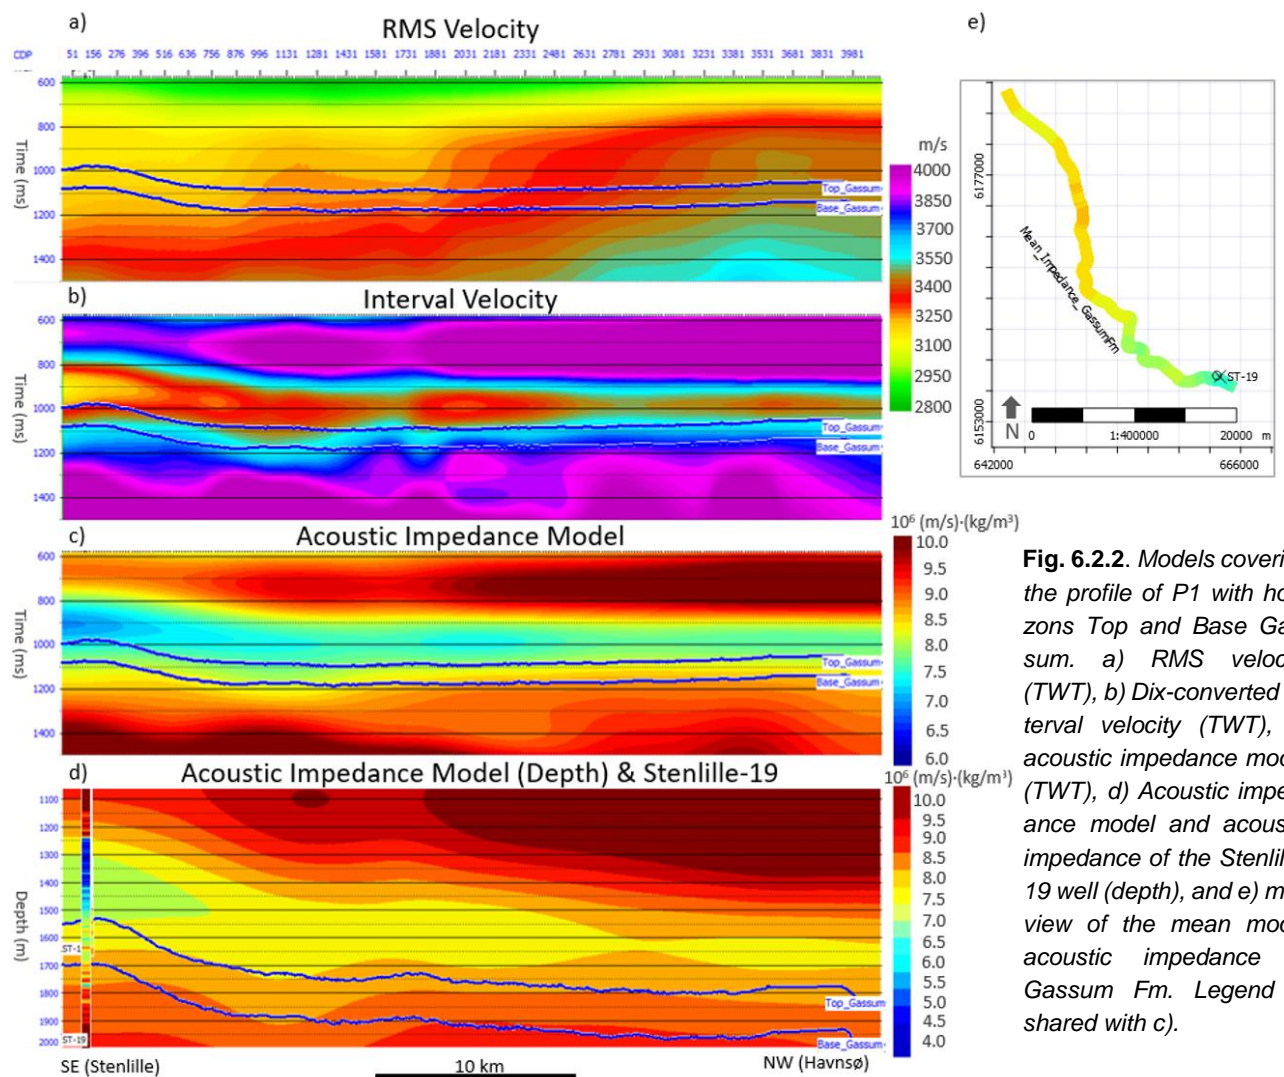 a)
RMS Velocity
CDP 51 156 276 396 516 636 756 876 996 1131 1281 1431 1581 1731 1881 2031 2181 2331 2481 2631 2781 2931 3081 3231 3381 3531 3681 3831 3981
600
800
1000
1200
1400
Time (ms)
Top_Gassum
Base_Gassum
m/s
4000
3850
3700
3550
3400
3250
3100
2950
2800
b)
Interval Velocity
600
800
1000
1200
1400
Time (ms)
Top_Gassum
Base_Gassum
c)
Acoustic Impedance Model
600
800
1000
1200
1400
Time (ms)
Top_Gassum
Base_Gassum
10⁶ (m/s)·(kg/m³)
10.0
9.5
9.0
8.5
8.0
7.5
7.0
6.5
6.0
d)
Acoustic Impedance Model (Depth) & Stenlille-19
1100
1200
1300
1400
1500
1600
1700
1800
1900
2000
Depth (m)
ST-1
ST-19
Top_Gassum
Base_Gassum
10⁶ (m/s)·(kg/m³)
10.0
9.5
9.0
8.5
8.0
7.5
7.0
6.5
6.0
5.5
5.0
4.5
4.0
SE (Stenlille)
10 km
NW (Havnsø)
e)
6177000
6153000
Mean_Impedance_GassumFm
ST-19
N
0 1:400000 20000 m
642000 666000
Fig. 6.2.2. Models coveri
the profile of P1 with ho
zons Top and Base Ga
sum. a) RMS veloc
(TWT), b) Dix-converted
terval velocity (TWT),
acoustic impedance mod
(TWT), d) Acoustic impe
ance model and acous
impedance of the Stenlil
19 well (depth), and e) m
view of the mean mod
acoustic impedance
Gassum Fm. Legend
shared with c).